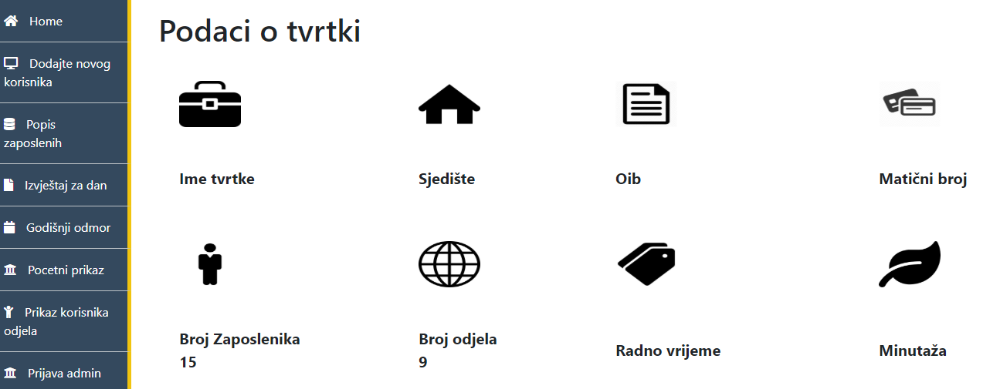 Home
Dodajte novog
korisnika
Popis
zaposlenih
Izvještaj za dan
Godišnji odmor
Pocetni prikaz
Prikaz korisnika
odjela
Prijava admin
Podaci o tvrtki
Ime tvrtke
Sjedište
Oib
Matični broj
Broj Zaposlenika
15
Broj odjela
9
Radno vrijeme
Minutaža